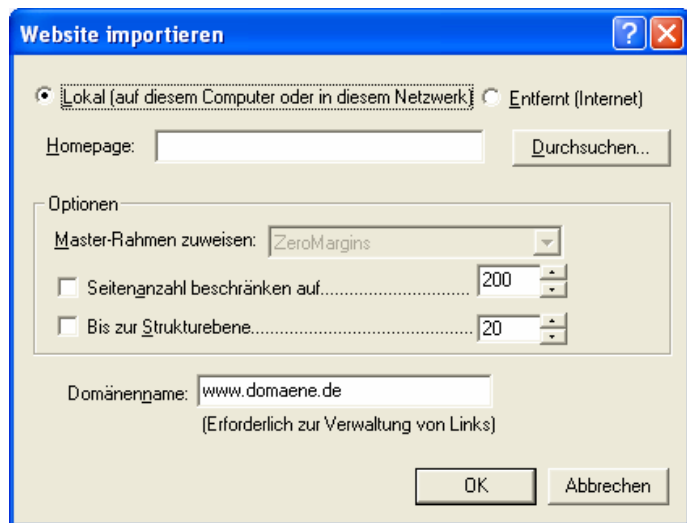 Website importieren
Lokal (auf diesem Computer oder in diesem Netzwerk) Entfernt (Internet)
Homepage: Durchsuchen...
Optionen
Master-Rahmen zuweisen: ZeroMargins
Seitenanzahl beschränken auf................................ 200
Bis zur Strukturebene................................................ 20
Domänenname: www.domaene.de
(Erforderlich zur Verwaltung von Links)
OK Abbrechen